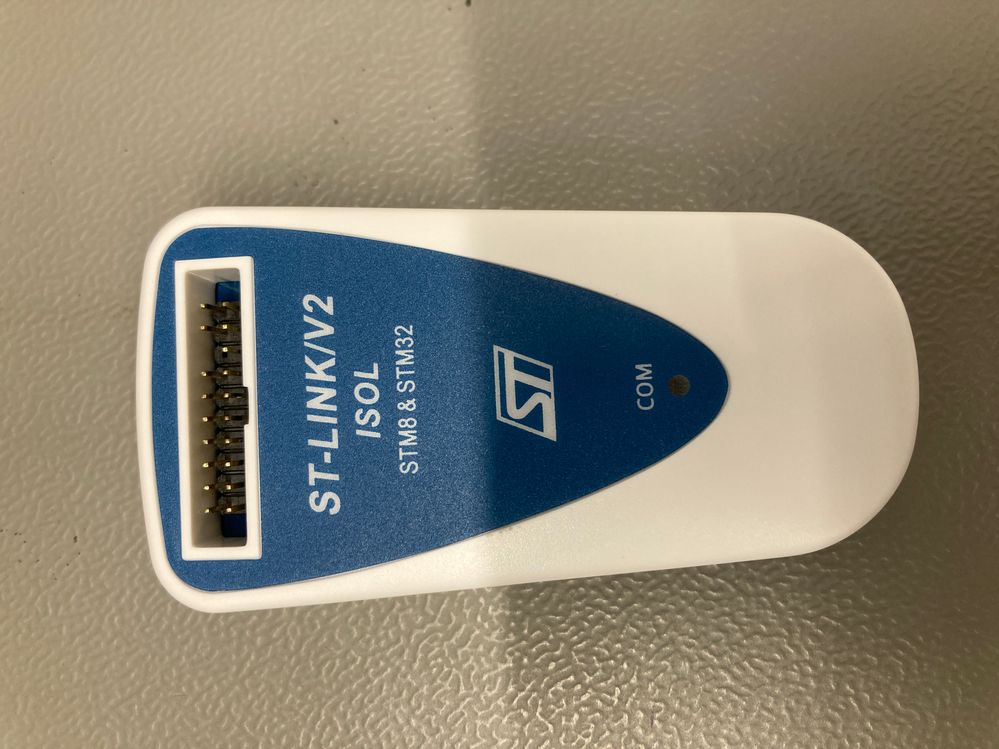 ST-LINK/V2
ISOL
STM8 & STM32
ST
COM